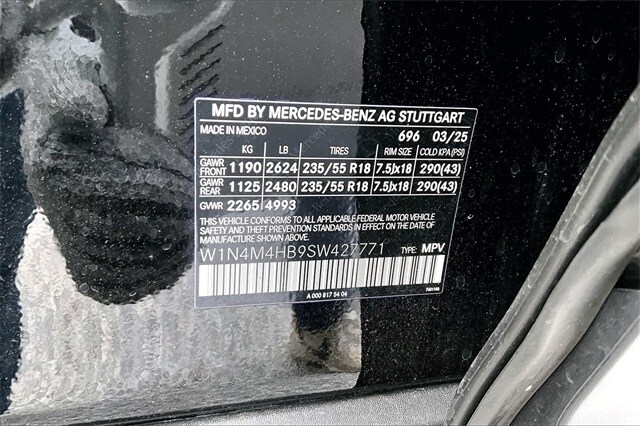 MFD BY MERCEDES-BENZ AG STUTTGART
MADE IN MEXICO 696 03/25
KG LB TIRES RIM SIZE COLD KPA (PSI)
GAWR FRONT 1190 2624 235/55 R18 7.5Jx18 290(43)
GAWR REAR 1125 2480 235/55 R18 7.5Jx18 290(43)
GVWR 2265 4993
THIS VEHICLE CONFORMS TO ALL APPLICABLE FEDERAL MOTOR VEHICLE
SAFETY AND THEFT PREVENTION STANDARDS IN EFFECT ON THE DATE
OF MANUFACTURE SHOWN ABOVE.
W1N4M4HB9SW427771 TYPE: MPV
A 000 817 54 04